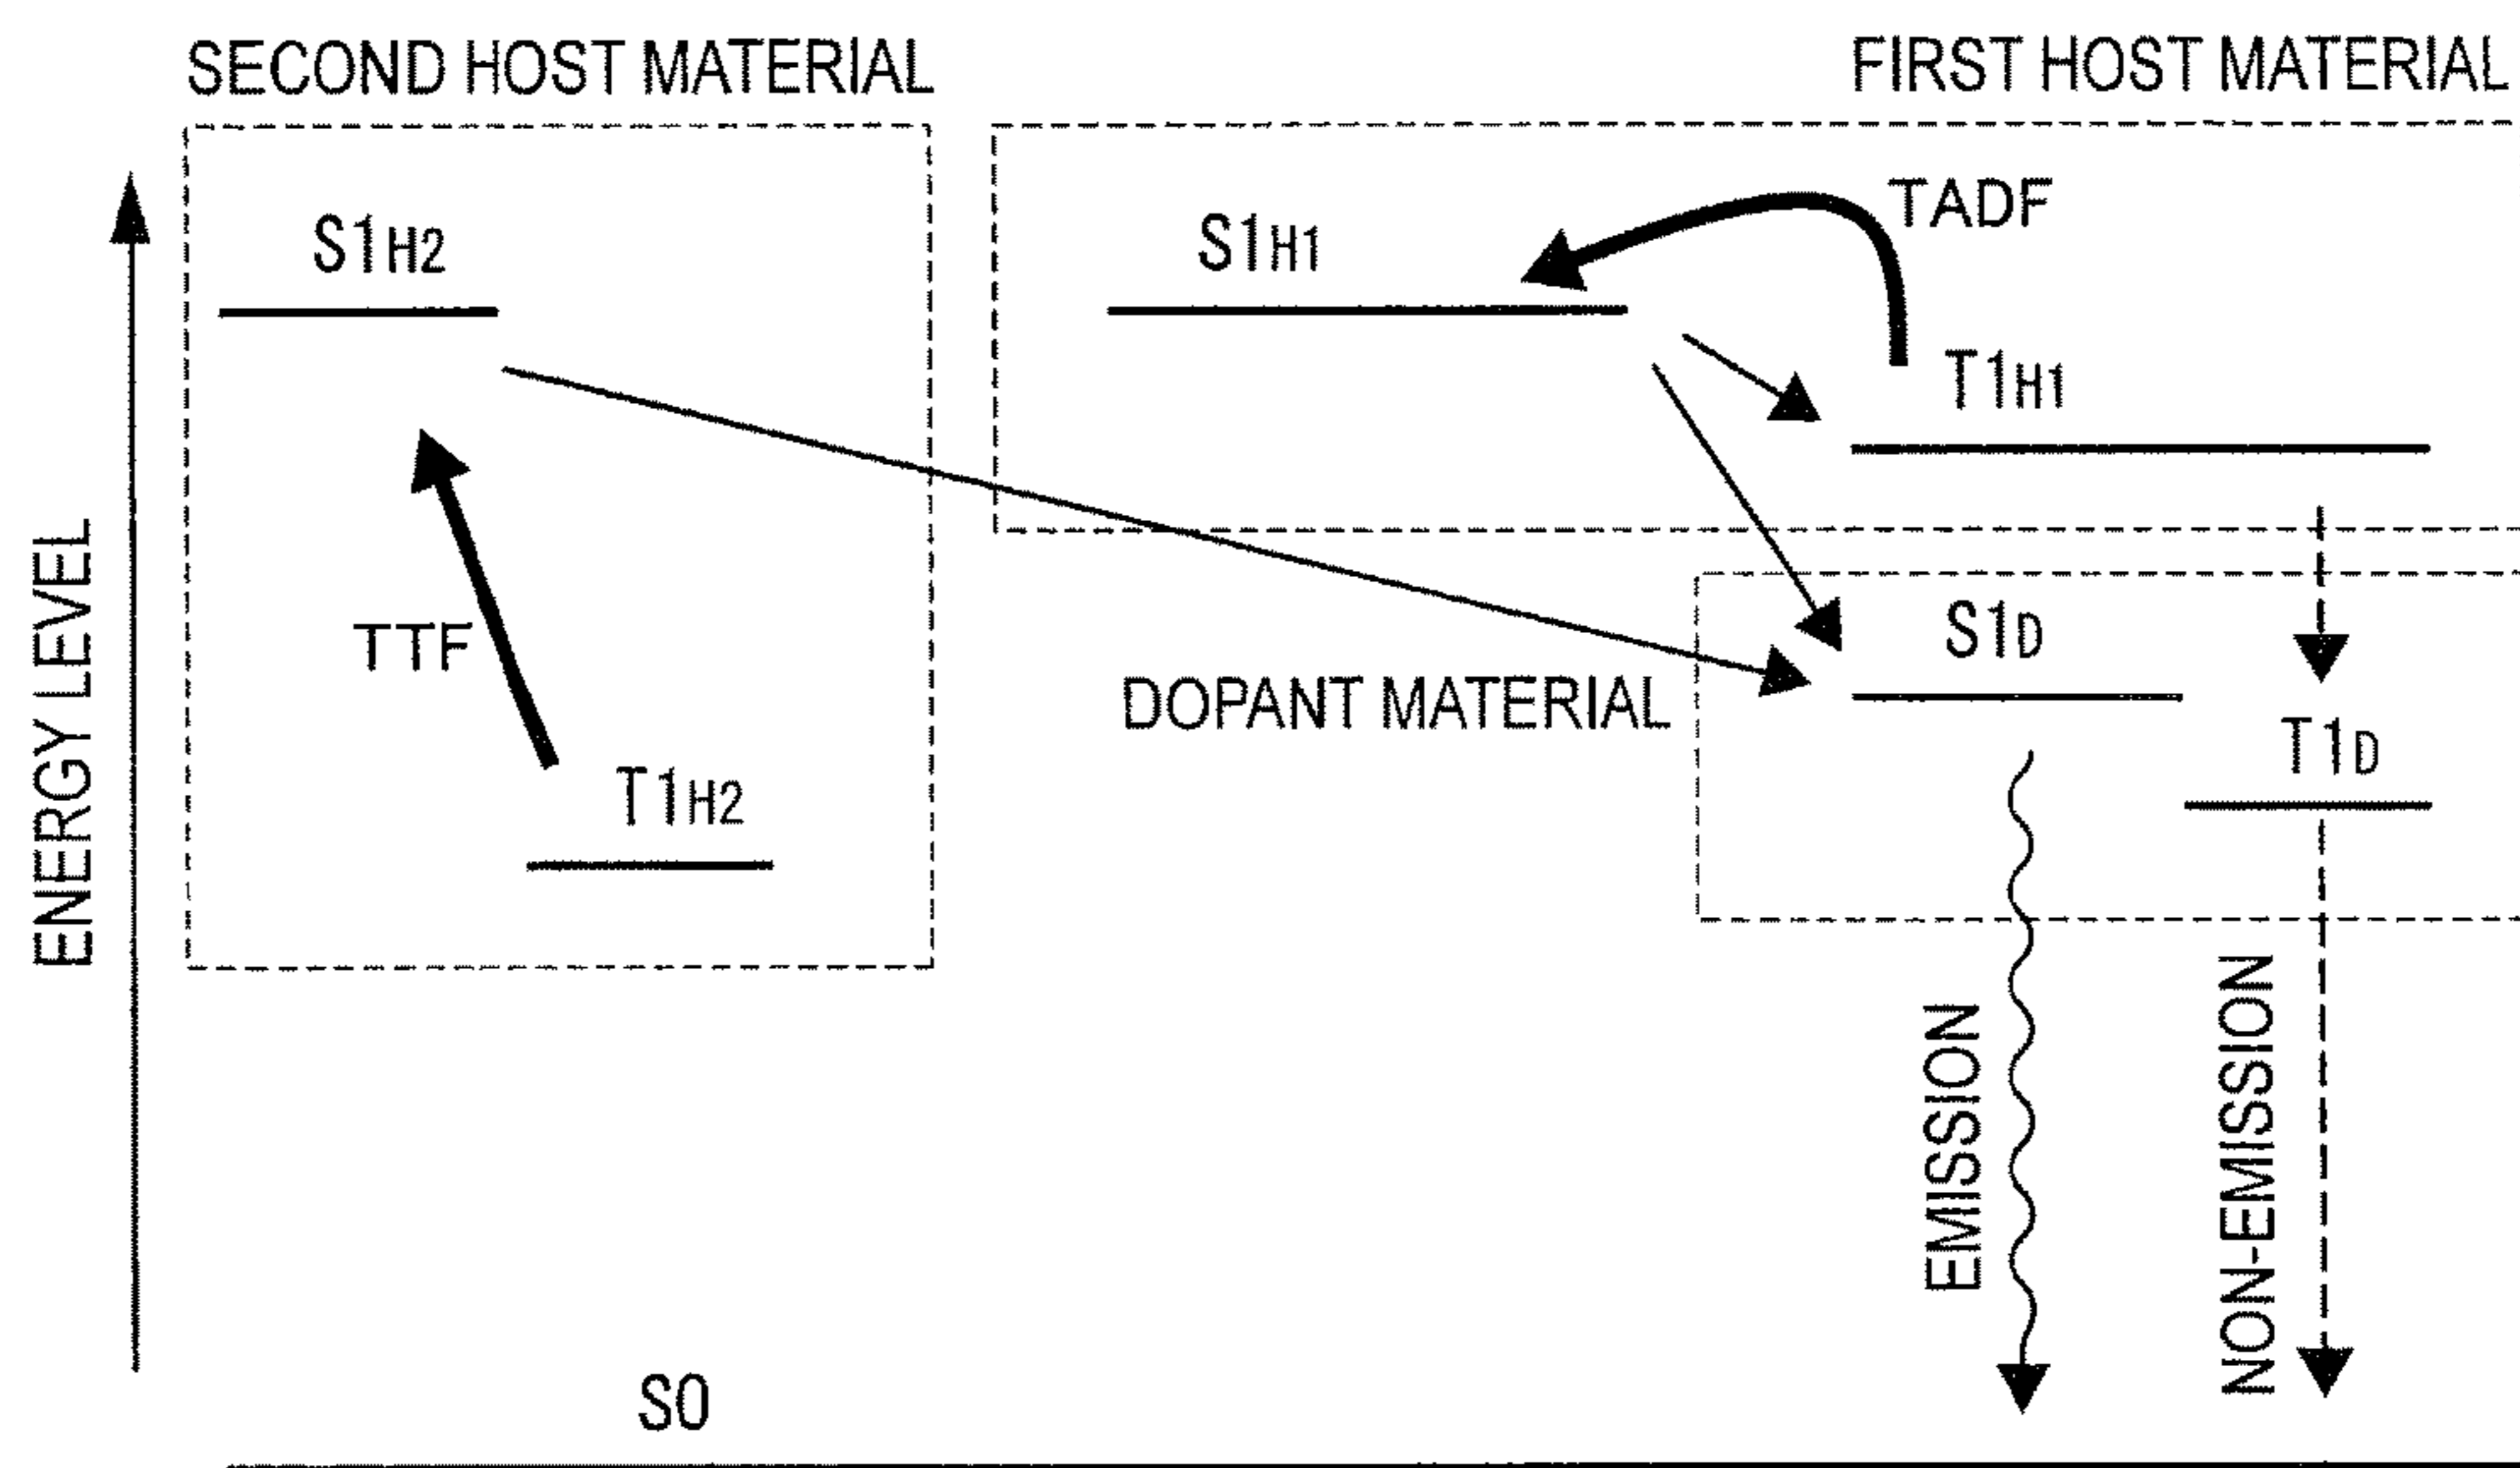 SECOND HOST MATERIAL
FIRST HOST MATERIAL
TADF
S1H2
S1H1
T1H1
TTF
S1D
DOPANT MATERIAL
T1D
T1H2
ENERGY LEVEL
EMISSION
NON-EMISSION
S0